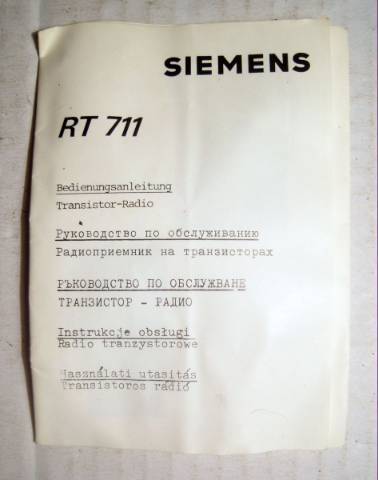 SIEMENS
RT 711
Bedienungsanleitung
Transistor-Radio
Руководство по обслуживанию
Радиоприемник на транзисторах
РЪКОВОДСТВО ПО ОБСЛУЖВАНЕ
ТРАНЗИСТОР - РАДИО
Instrukcje obsługi
Radio tranzystorowe
Használati utasitás
Transistoros rádió